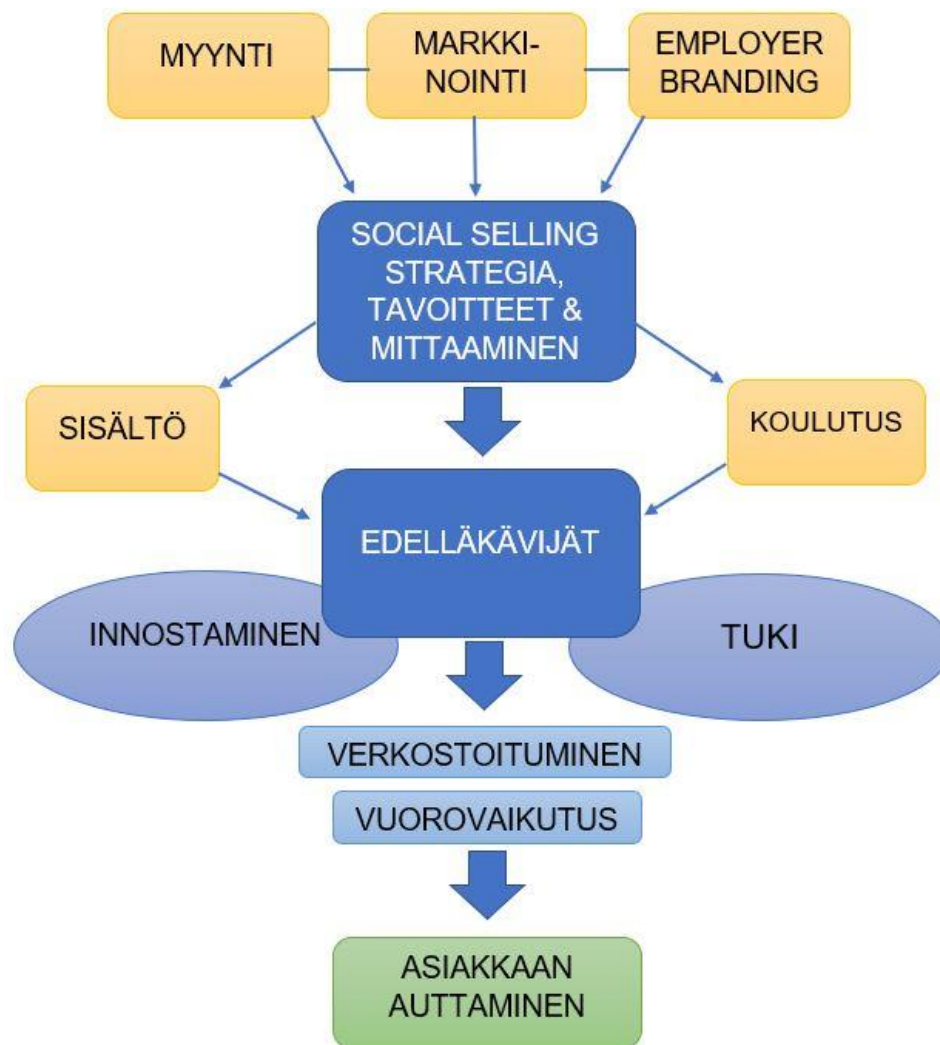 MYYNTI
MARKKI-
NOINTI
EMPLOYER
BRANDING
SOCIAL SELLING
STRATEGIA,
TAVOITTEET &
MITTAAMINEN
SISÄLTÖ
KOULUTUS
EDELLÄKÄVIJÄT
INNOSTAMINEN
TUKI
VERKOSTOITUMINEN
VUOROVAIKUTUS
ASIAKKAAN
AUTTAMINEN